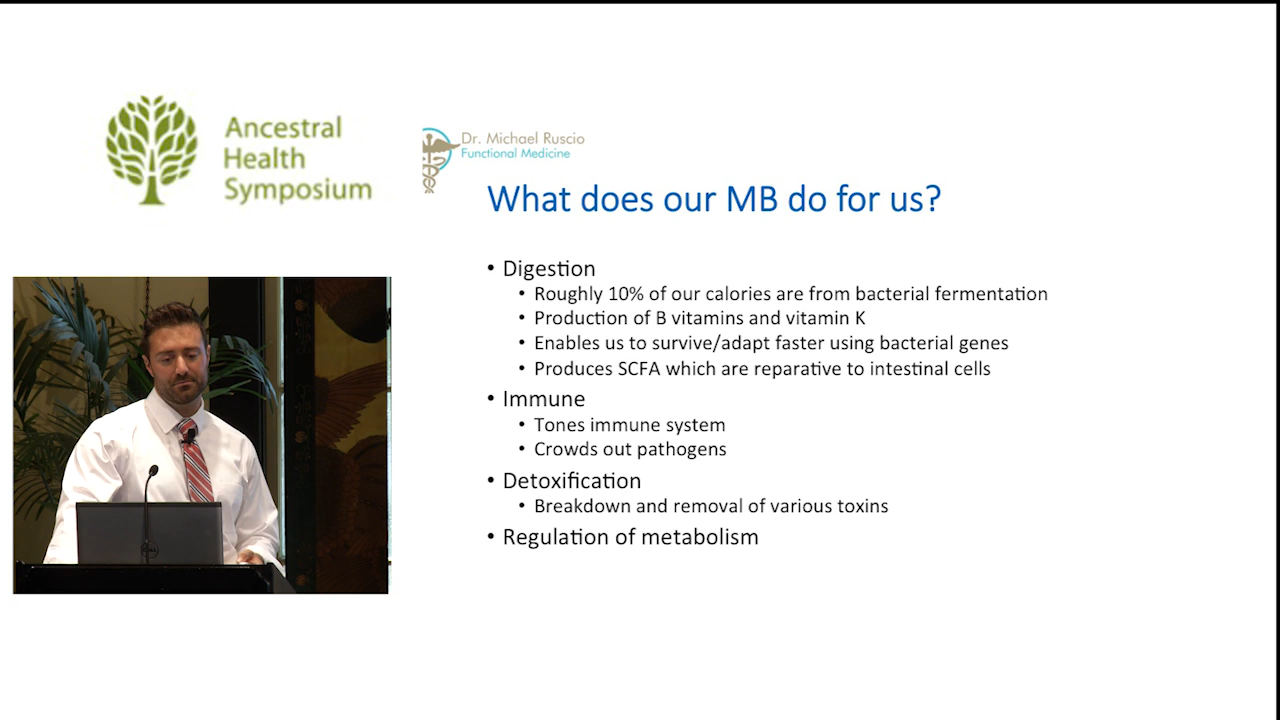 Ancestral
Health
Symposium
Dr. Michael Ruscio
Functional Medicine
What does our MB do for us?
• Digestion
• Roughly 10% of our calories are from bacterial fermentation
• Production of B vitamins and vitamin K
• Enables us to survive/adapt faster using bacterial genes
• Produces SCFA which are reparative to intestinal cells
• Immune
• Tones immune system
• Crowds out pathogens
• Detoxification
• Breakdown and removal of various toxins
• Regulation of metabolism
DELL